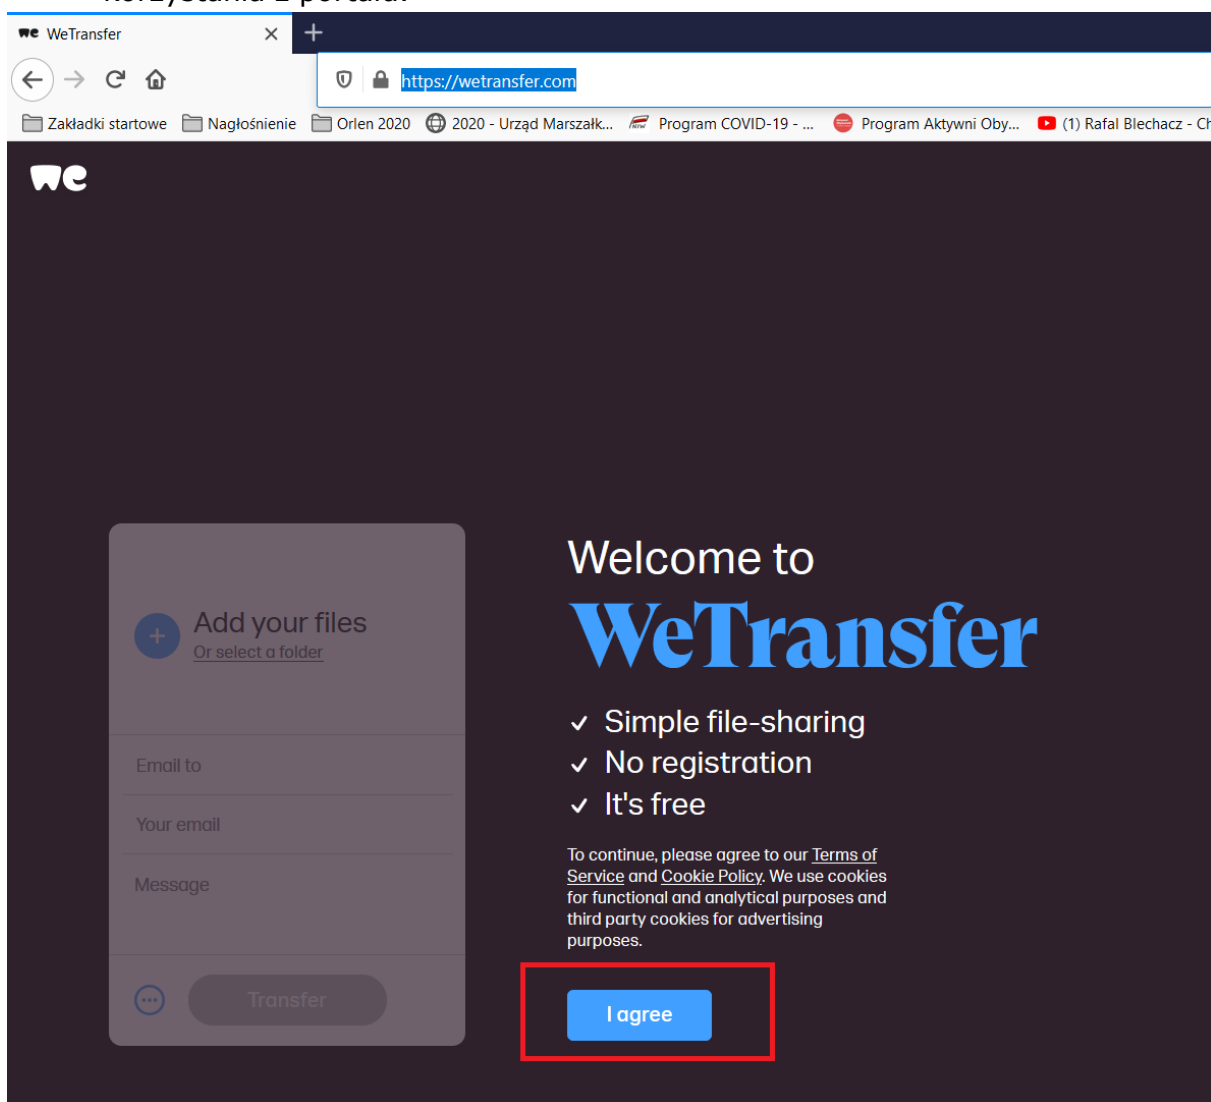 korzystania z portalu.
WeTransfer
https://wetransfer.com
Zakładki startowe Nagłośnienie Orlen 2020 2020 - Urząd Marszałk... Program COVID-19 - ... Program Aktywni Oby... (1) Rafal Blechacz - Ch
we
Welcome to
WeTransfer
Add your files
Or select a folder
Simple file-sharing
No registration
It's free
Email to
Your email
Message
To continue, please agree to our Terms of
Service and Cookie Policy. We use cookies
for functional and analytical purposes and
third party cookies for advertising
purposes.
Transfer
I agree